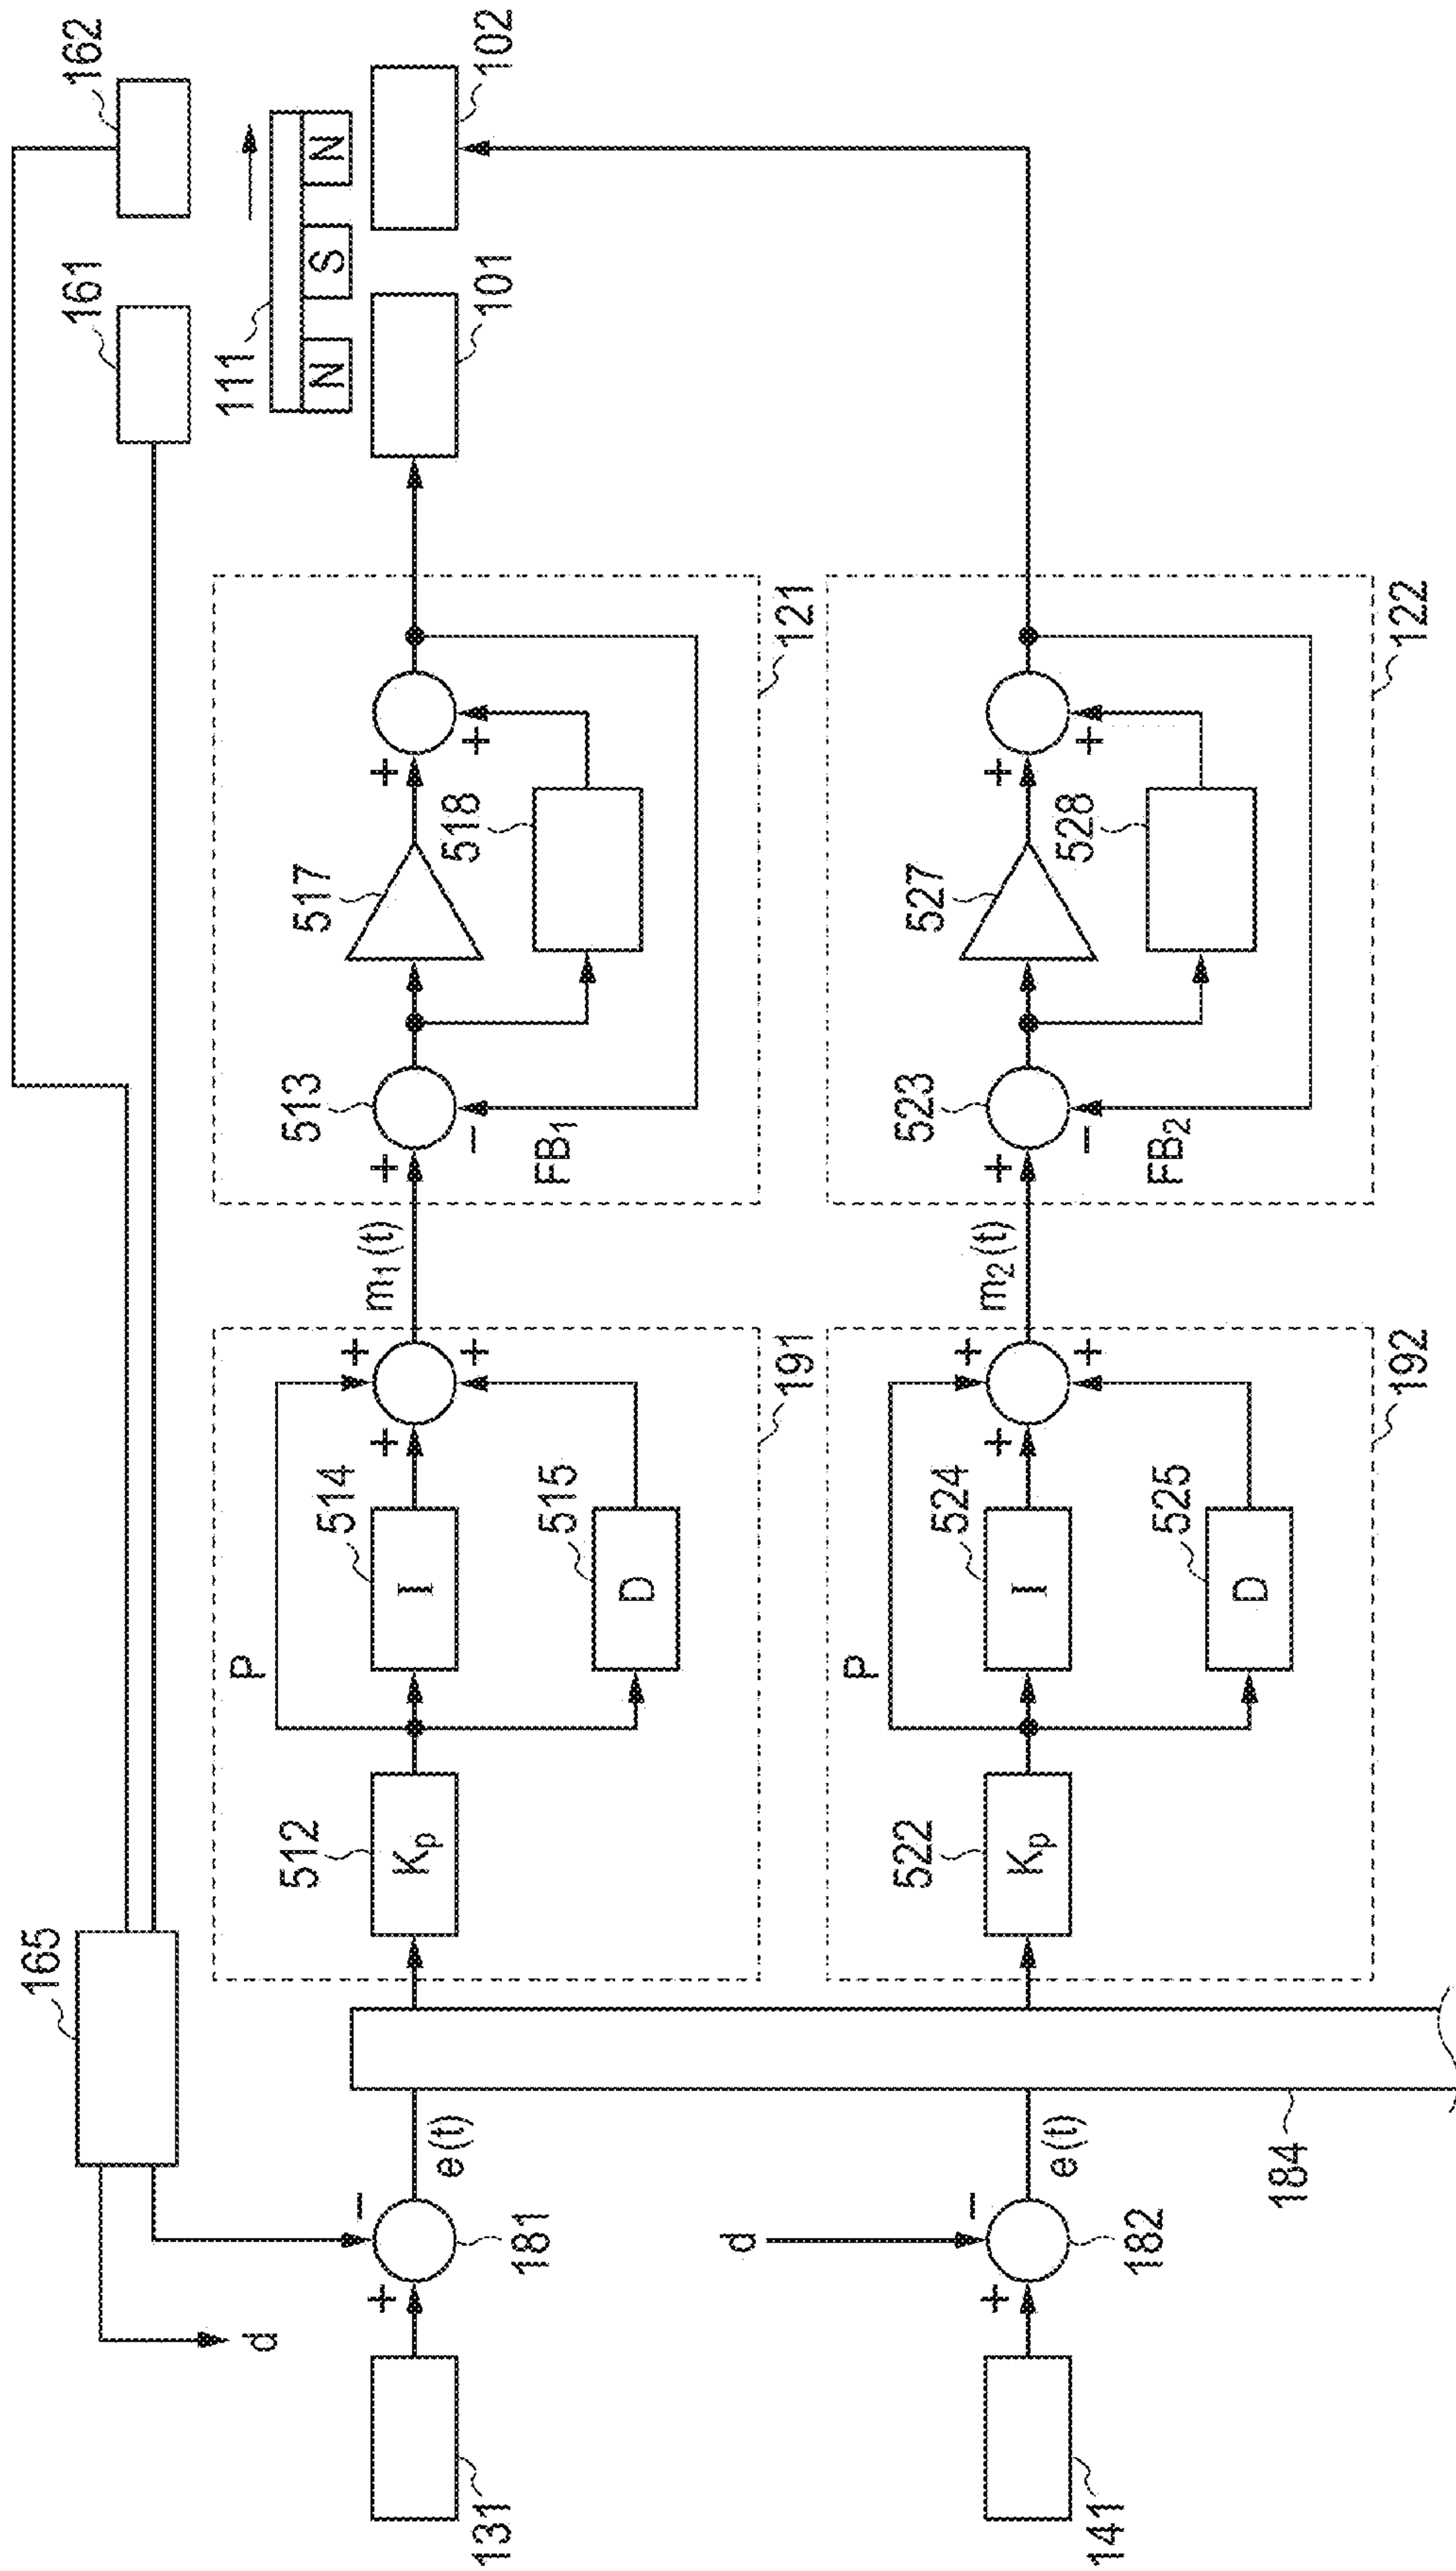 162
161
102
111
N
S
N
101
165
517
518
513
+
+
+
−
FB1
121
m1(t)
P
512
Kp
514
I
515
D
+
+
+
191
−
+
181
e(t)
d
131
527
528
523
+
+
+
−
FB2
122
m2(t)
P
522
Kp
524
I
525
D
+
+
+
192
d
−
+
182
e(t)
184
141